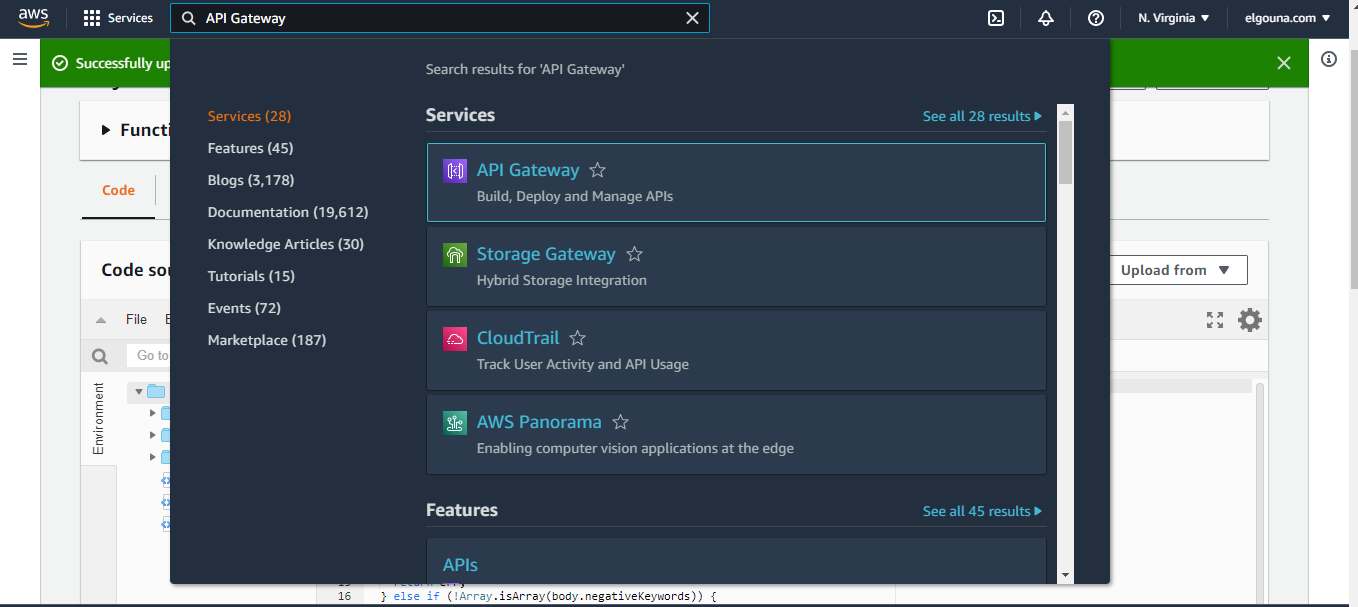 aws
Services
API Gateway
N. Virginia
elgouna.com
Successfully up
Search results for 'API Gateway'
Services (28)
Features (45)
Blogs (3,178)
Documentation (19,612)
Knowledge Articles (30)
Tutorials (15)
Events (72)
Marketplace (187)
Services
See all 28 results
API Gateway
Build, Deploy and Manage APIs
Storage Gateway
Hybrid Storage Integration
CloudTrail
Track User Activity and API Usage
AWS Panorama
Enabling computer vision applications at the edge
Features
See all 45 results
APIs
Functi
Code
Code sou
Upload from
File
Go to
Environment
16 } else if (!Array.isArray(body.negativeKeywords)) {